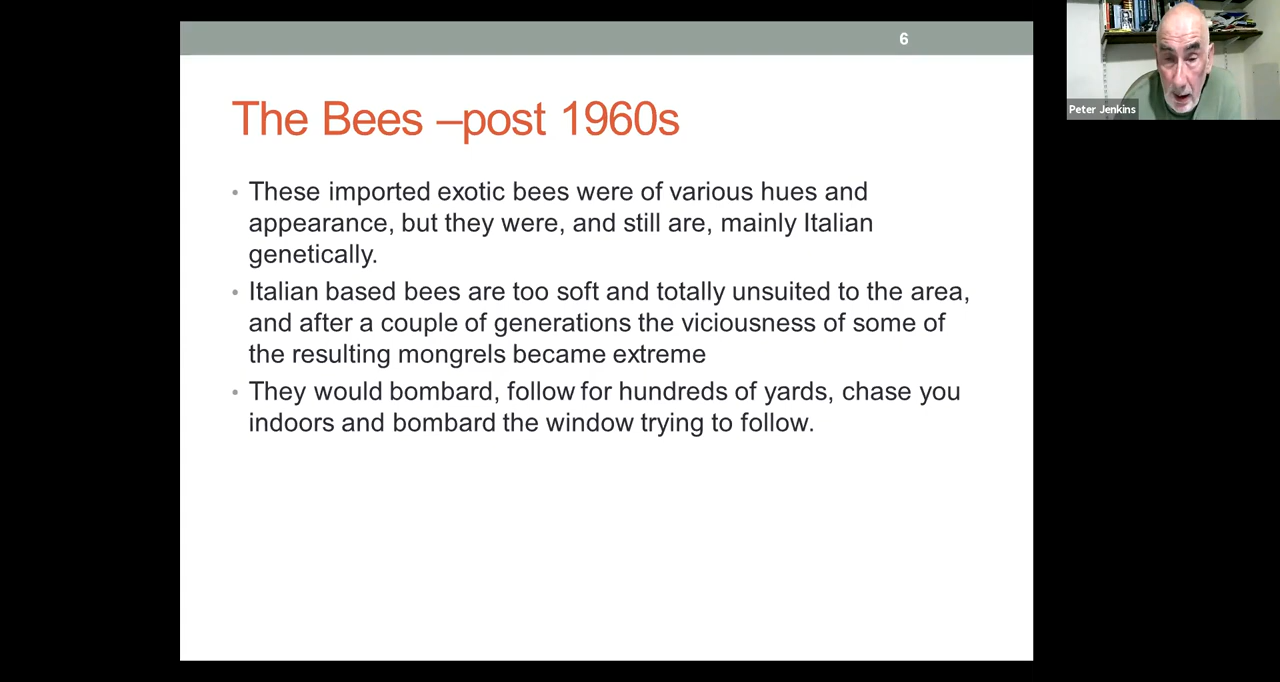 6
Peter Jenkins
The Bees –post 1960s
• These imported exotic bees were of various hues and
appearance, but they were, and still are, mainly Italian
genetically.
• Italian based bees are too soft and totally unsuited to the area,
and after a couple of generations the viciousness of some of
the resulting mongrels became extreme
• They would bombard, follow for hundreds of yards, chase you
indoors and bombard the window trying to follow.